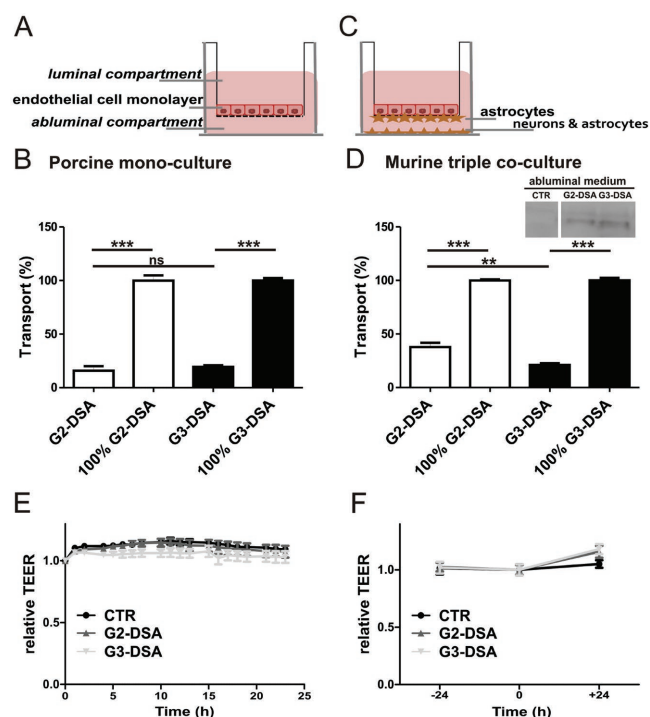 A
C
luminal compartment
endothelial cell monolayer
abluminal compartment
astrocytes
neurons & astrocytes
B Porcine mono-culture
Transport (%)
150
100
50
0
***
***
ns
G2-DSA
100% G2-DSA
G3-DSA
100% G3-DSA
D Murine triple co-culture
abluminal medium
CTR G2-DSA G3-DSA
Transport (%)
150
100
50
0
***
***
**
G2-DSA
100% G2-DSA
G3-DSA
100% G3-DSA
E
relative TEER
1.0
0.5
0.0
CTR
G2-DSA
G3-DSA
0 5 10 15 20 25
Time (h)
F
relative TEER
1.0
0.5
0.0
CTR
G2-DSA
G3-DSA
-24 0 +24
Time (h)